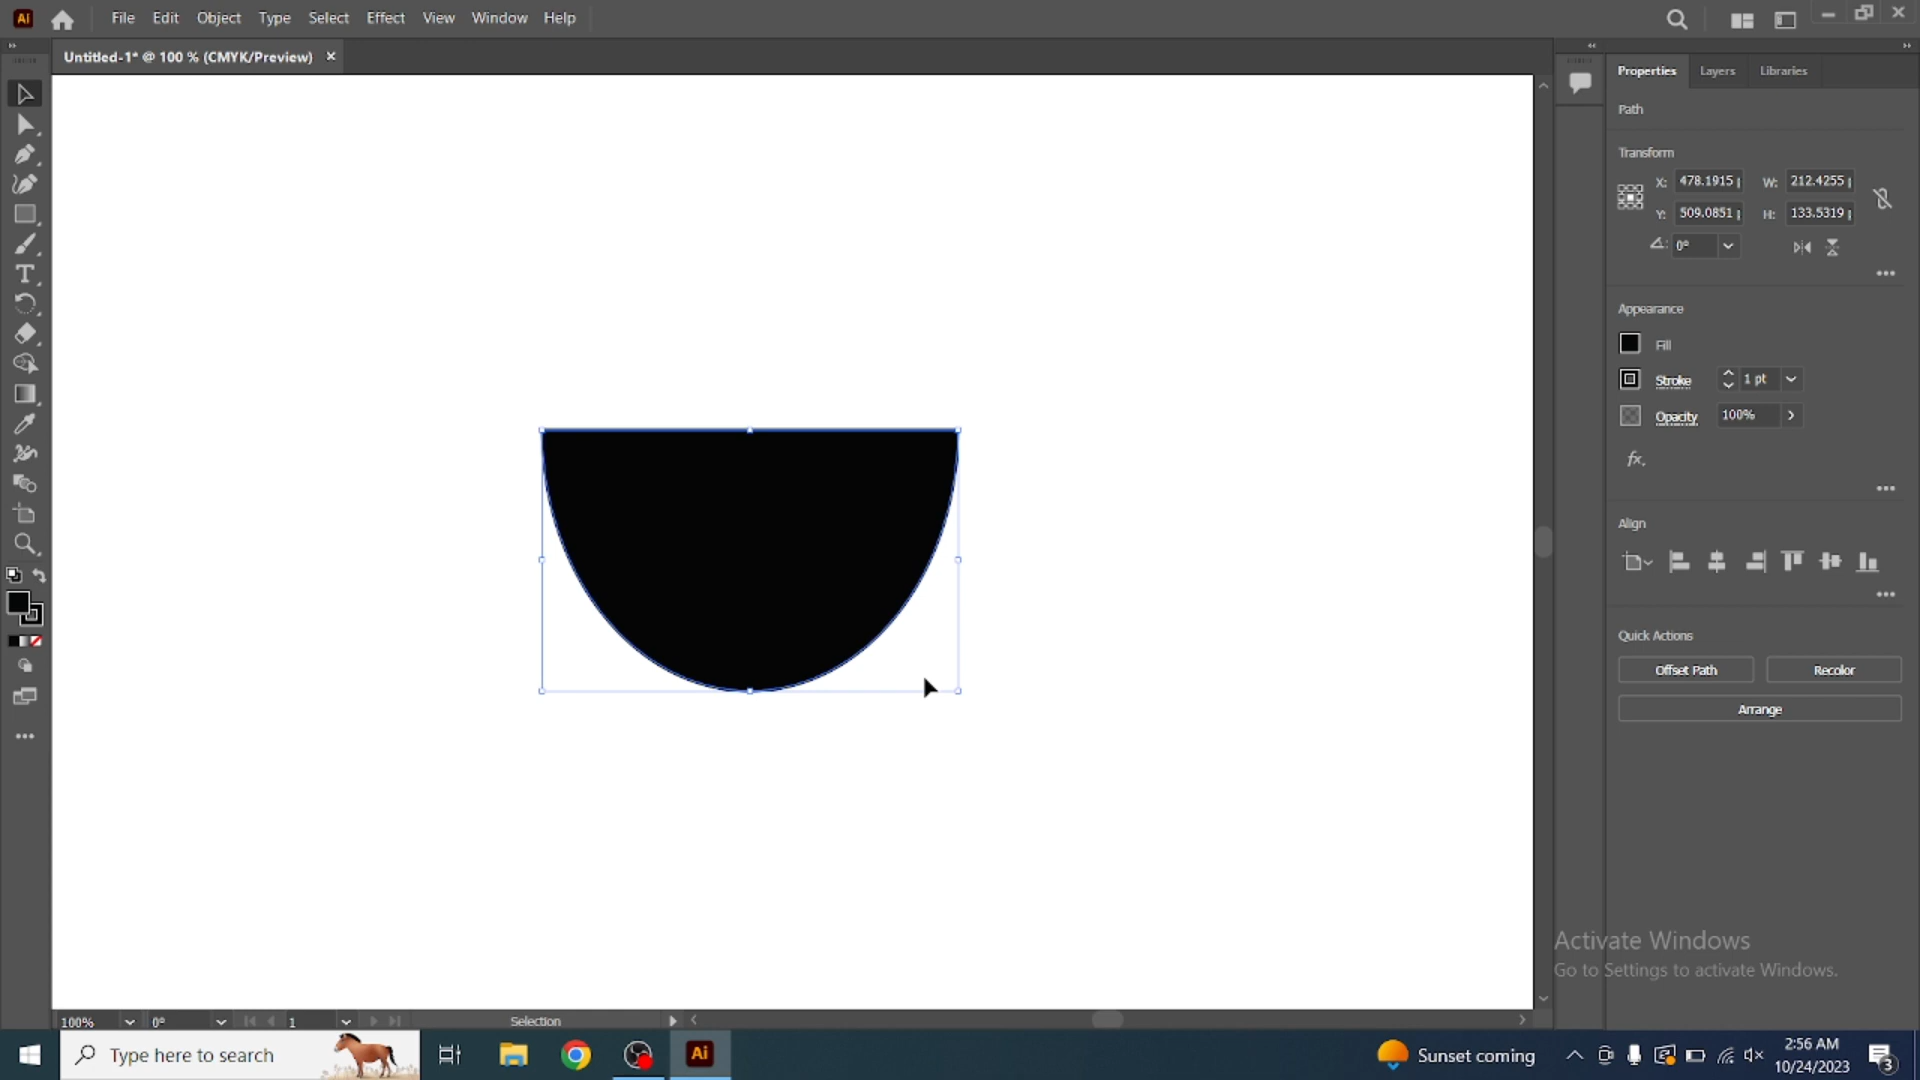 Ai File Edit Object Type Select Effect View Window Help
Untitled-1* @ 100 % (CMYK/Preview) ×
Properties Layers Libraries
Path
Transform
X: 478.1915 W: 212.4255
Y: 509.0851 H: 133.5319
0°
Appearance
Fill
Stroke 1 pt
Opacity 100%
fx.
Align
Quick Actions
Offset Path Recolor
Arrange
Activate Windows
Go to Settings to activate Windows.
100% 0° 1 Selection
Type here to search
Ai
Sunset coming
2:56 AM
10/24/2023
3